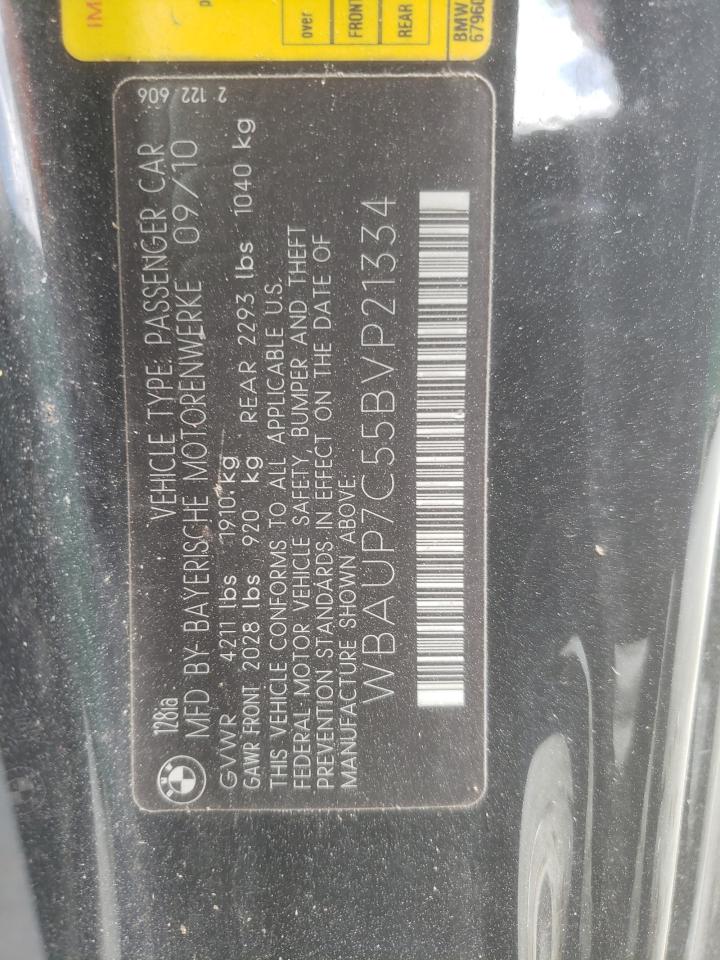 IM
over
FRONT
REAR
BMW
6796
2 122 606
128ia
VEHICLE TYPE: PASSENGER CAR
MFD BY BAYERISCHE MOTORENWERKE 09/10
GVWR 4211 lbs 1910 kg
GAWR FRONT 2028 lbs 920 kg REAR 2293 lbs 1040 kg
THIS VEHICLE CONFORMS TO ALL APPLICABLE U.S.
FEDERAL MOTOR VEHICLE SAFETY, BUMPER AND THEFT
PREVENTION STANDARDS IN EFFECT ON THE DATE OF
MANUFACTURE SHOWN ABOVE:
WBAUP7C55BVP21334